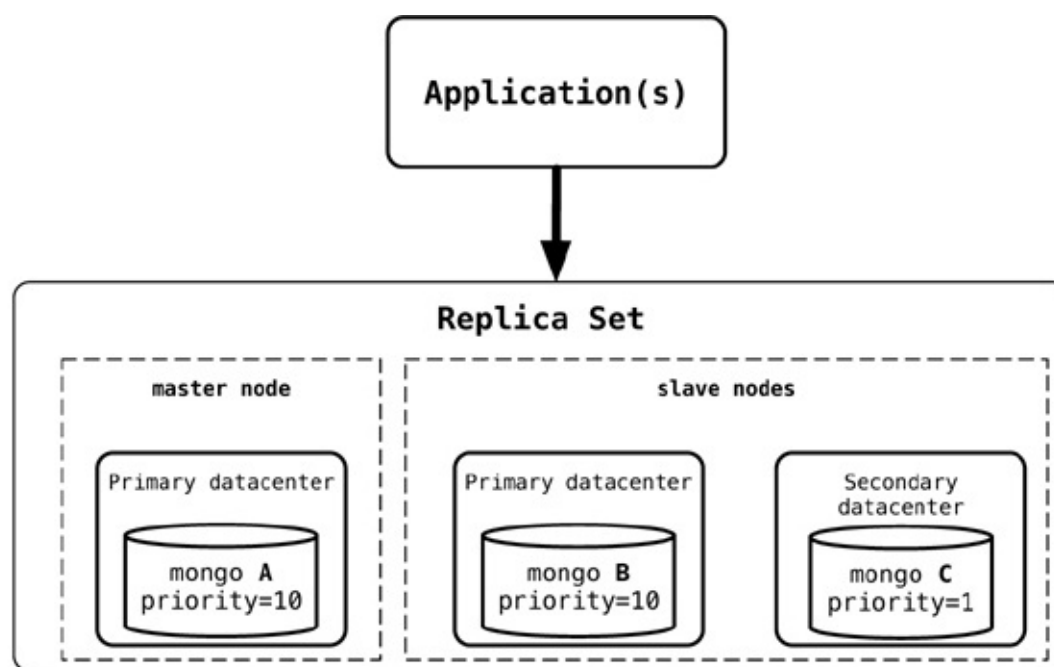 Application(s)
Replica Set
master node
slave nodes
Primary datacenter
mongo A
priority=10
Primary datacenter
mongo B
priority=10
Secondary
datacenter
mongo C
priority=1